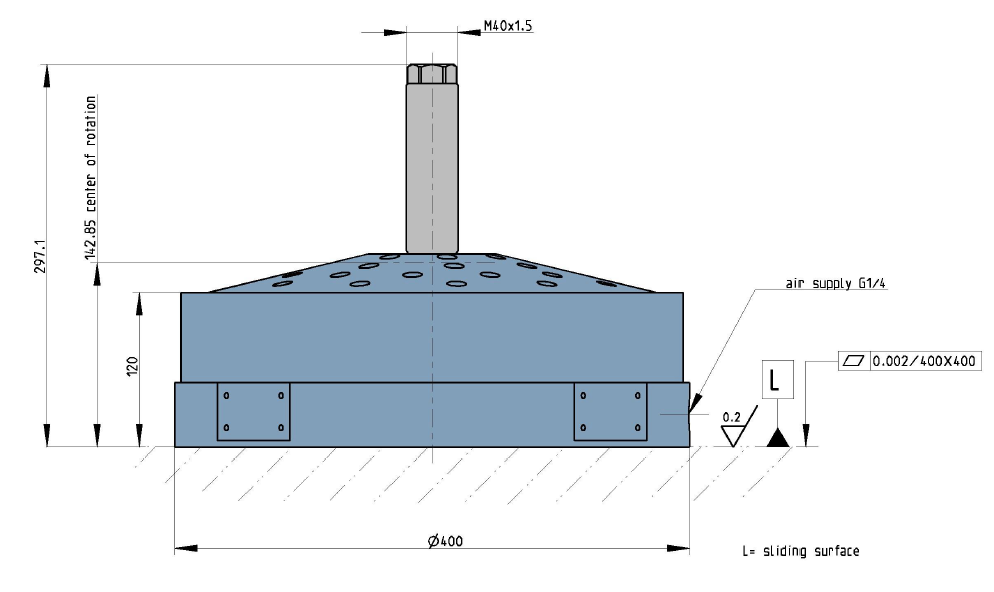 M40x1.5
297.1
142.85 center of rotation
120
air supply G1/4
0.002/400X400
L
0.2
Ø400
L= sliding surface